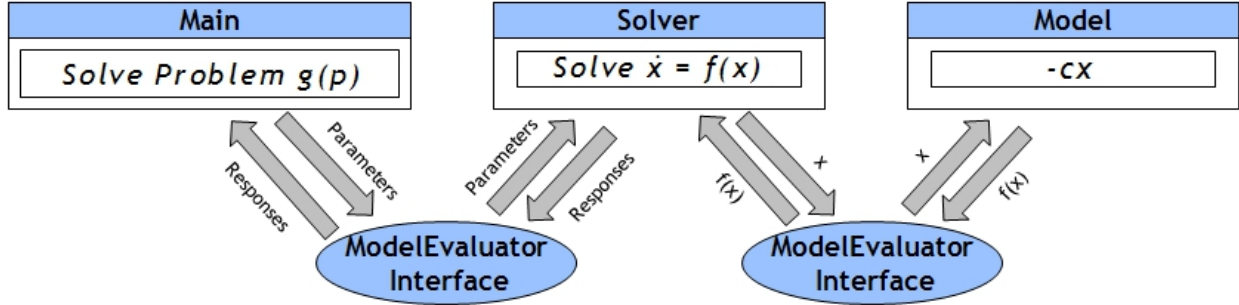 Main
Solve Problem g(p)
Solver
Solve ẋ = f(x)
Model
-cx
Parameters
Responses
Parameters
Responses
x
f(x)
x
f(x)
ModelEvaluator
Interface
ModelEvaluator
Interface